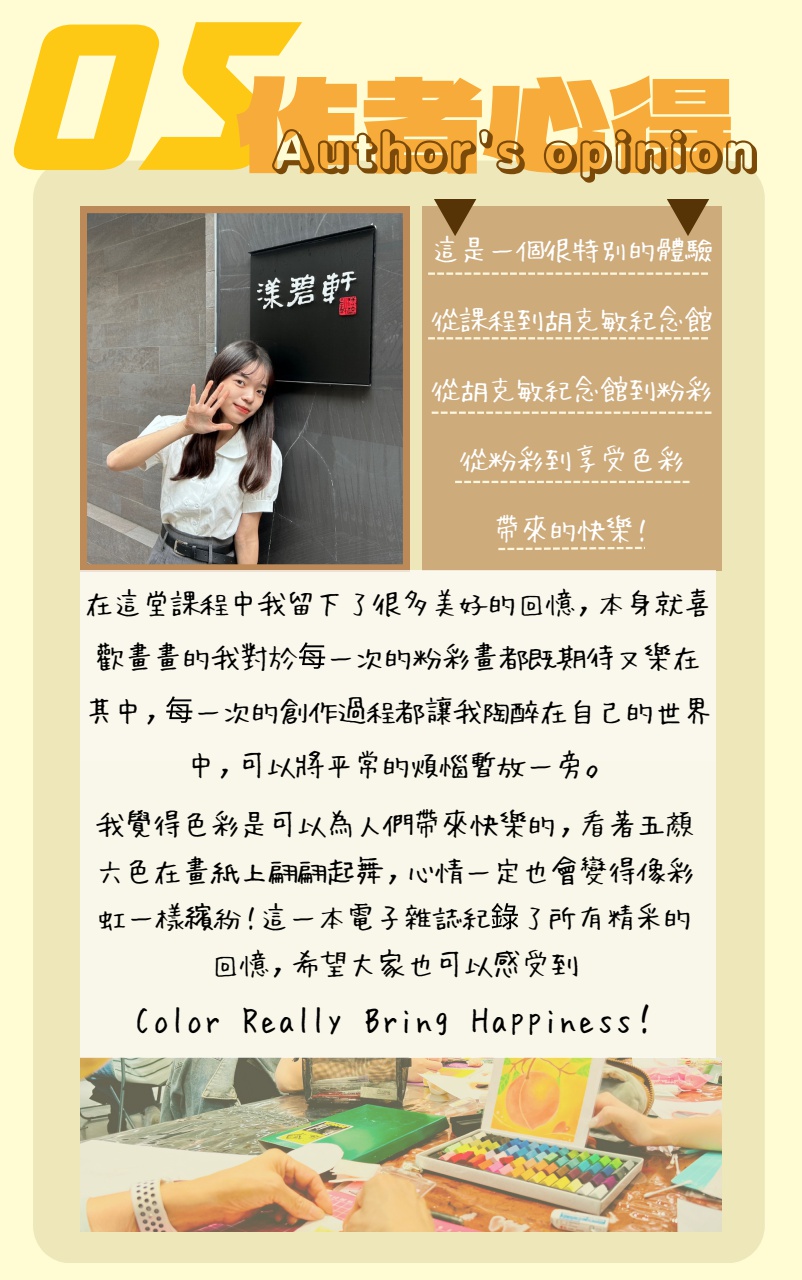 05
作者心得
Author's opinion
漾碧軒
這是一個很特別的體驗
從課程到胡克敏紀念館
從胡克敏紀念館到粉彩
從粉彩到享受色彩
帶來的快樂!
在這堂課程中我留下了很多美好的回憶,本身就喜
歡畫畫的我對於每一次的粉彩畫都既期待又樂在
其中,每一次的創作過程都讓我陶醉在自己的世界
中,可以將平常的煩惱暫放一旁。
我覺得色彩是可以為人們帶來快樂的,看著五顏
六色在畫紙上翩翩起舞,心情一定也會變得像彩
虹一樣繽紛!這一本電子雜誌紀錄了所有精采的
回憶,希望大家也可以感受到
Color Really Bring Happiness!